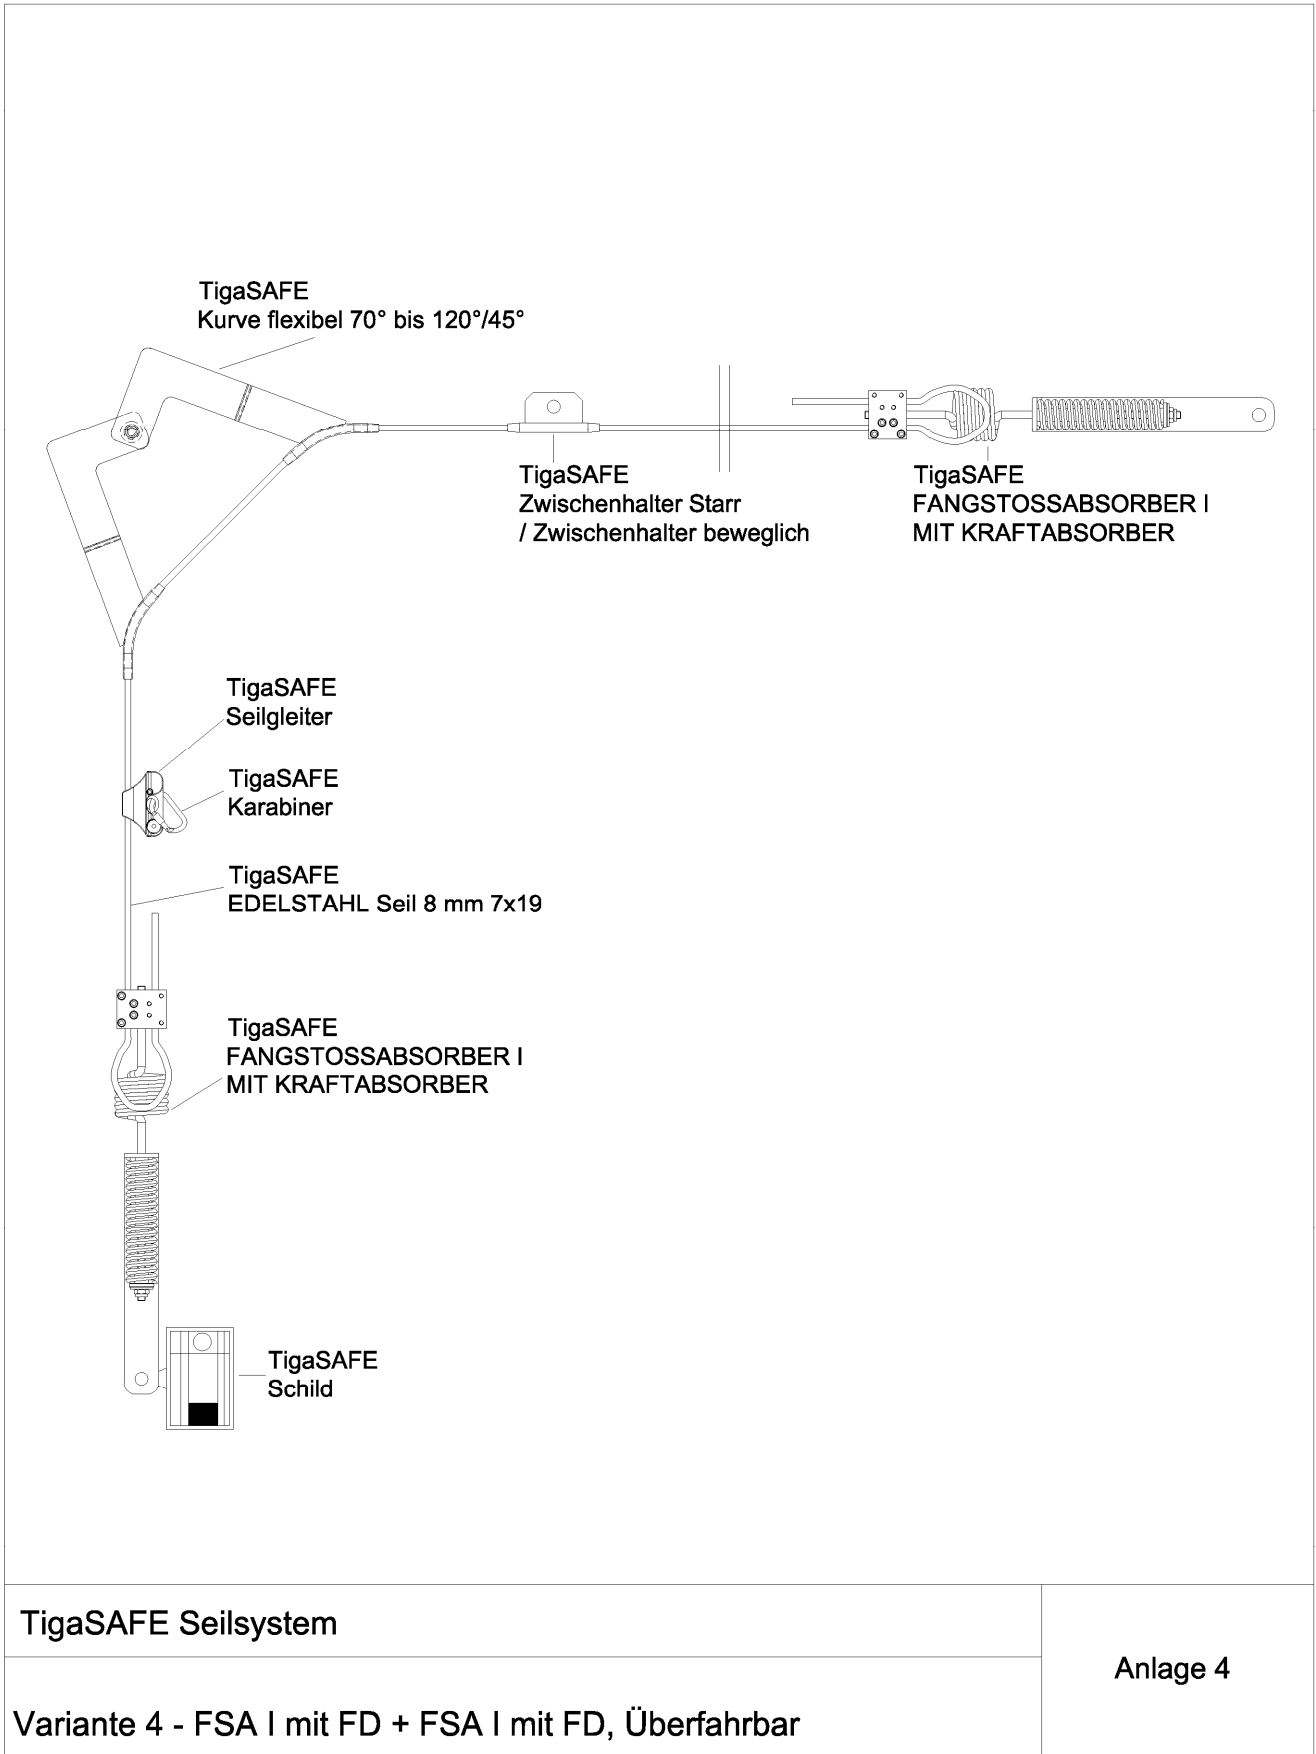 TigaSAFE
Kurve flexibel 70° bis 120°/45°
TigaSAFE
Zwischenhalter Starr
/ Zwischenhalter beweglich
TigaSAFE
FANGSTOSSABSORBER I
MIT KRAFTABSORBER
TigaSAFE
Seilgleiter
TigaSAFE
Karabiner
TigaSAFE
EDELSTAHL Seil 8 mm 7x19
TigaSAFE
FANGSTOSSABSORBER I
MIT KRAFTABSORBER
TigaSAFE
Schild
TigaSAFE Seilsystem
Anlage 4
Variante 4 - FSA I mit FD + FSA I mit FD, Überfahrbar